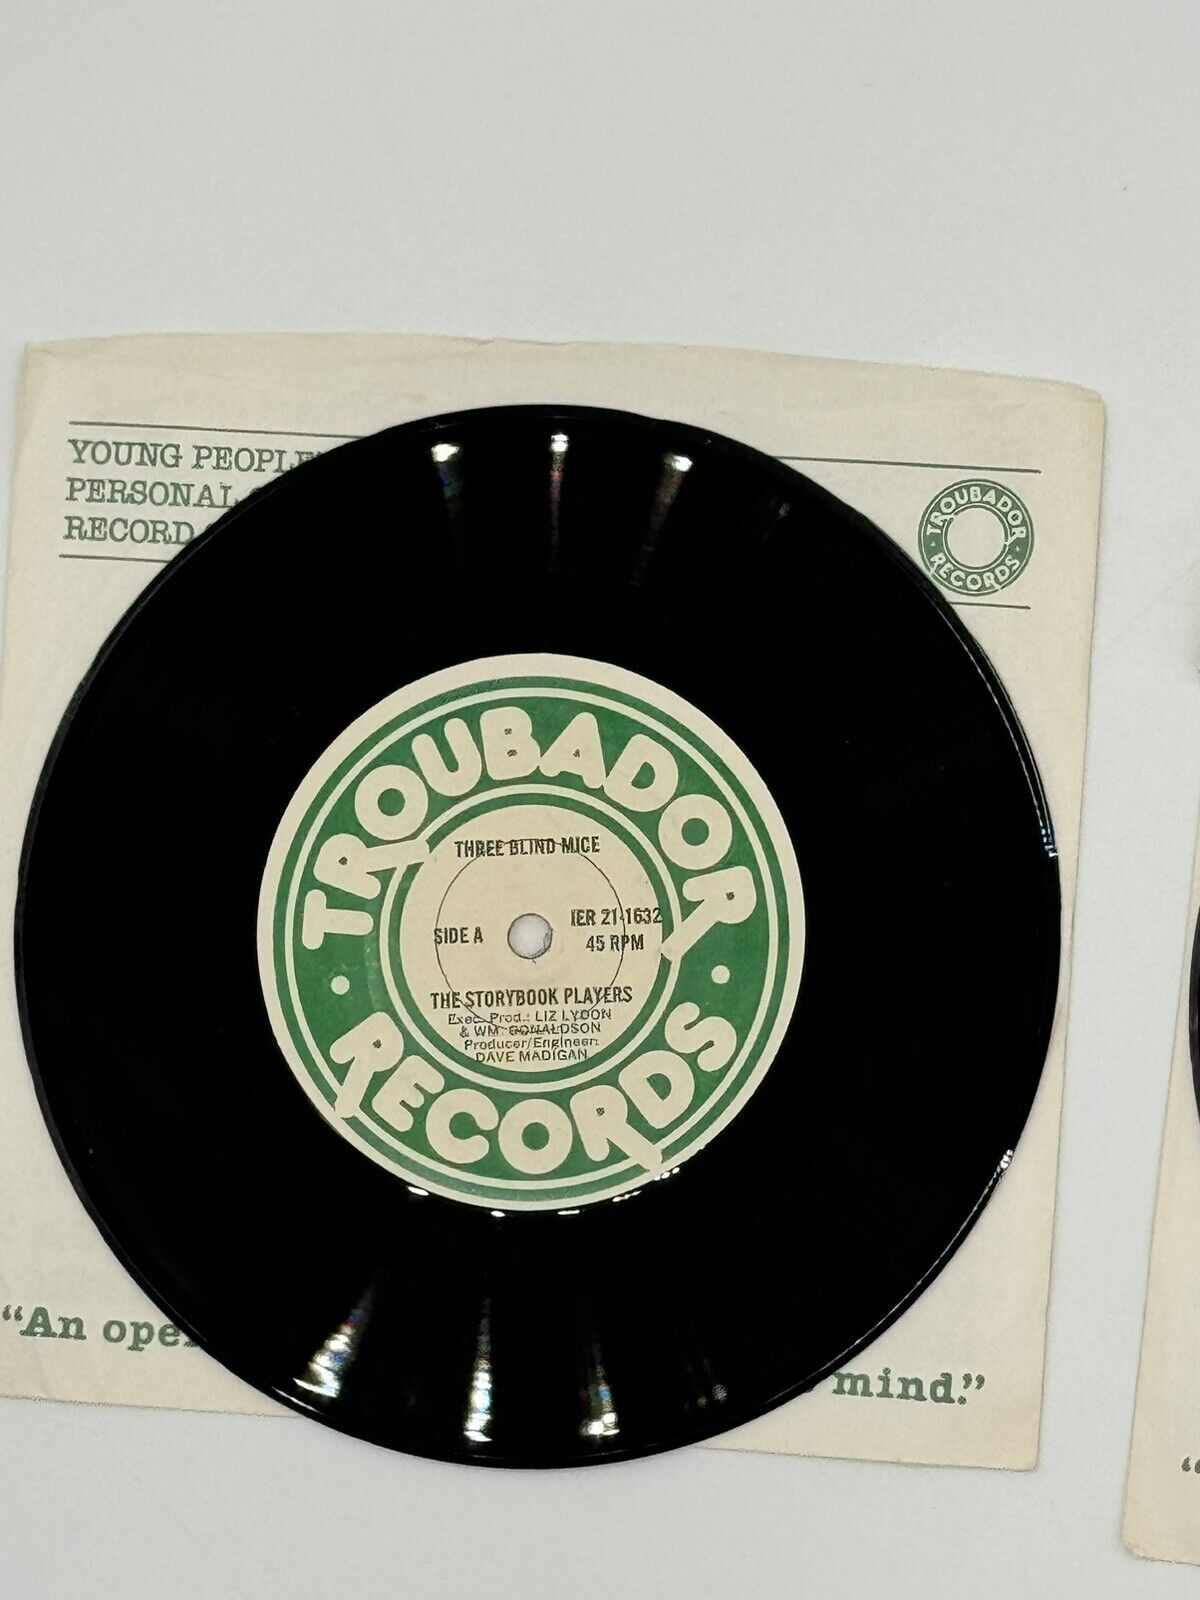 YOUNG PEOPLE'
PERSONAL
RECORD
TROUBADOR
RECORDS
TROUBADOR
THREE BLIND MICE
SIDE A
IER 21-1632
45 RPM
THE STORYBOOK PLAYERS
Exec. Prod.: LIZ LYDON
& WM. DONALDSON
Producer/Engineer:
DAVE MADIGAN
RECORDS
“An ope
mind.”
“